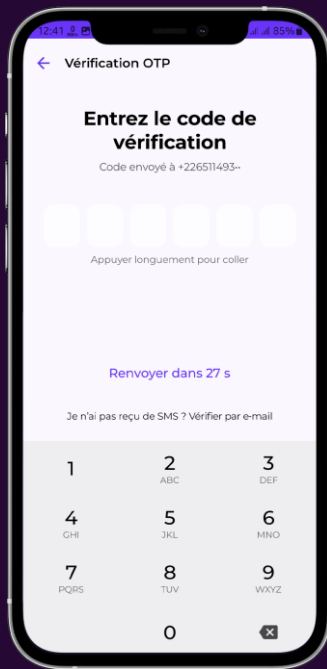 12:41
85%
Vérification OTP
Entrez le code de
vérification
Code envoyé à +226511493••
Appuyer longuement pour coller
Renvoyer dans 27 s
Je n'ai pas reçu de SMS ? Vérifier par e-mail
1 2 3
ABC DEF
4 5 6
GHI JKL MNO
7 8 9
PQRS TUV WXYZ
0